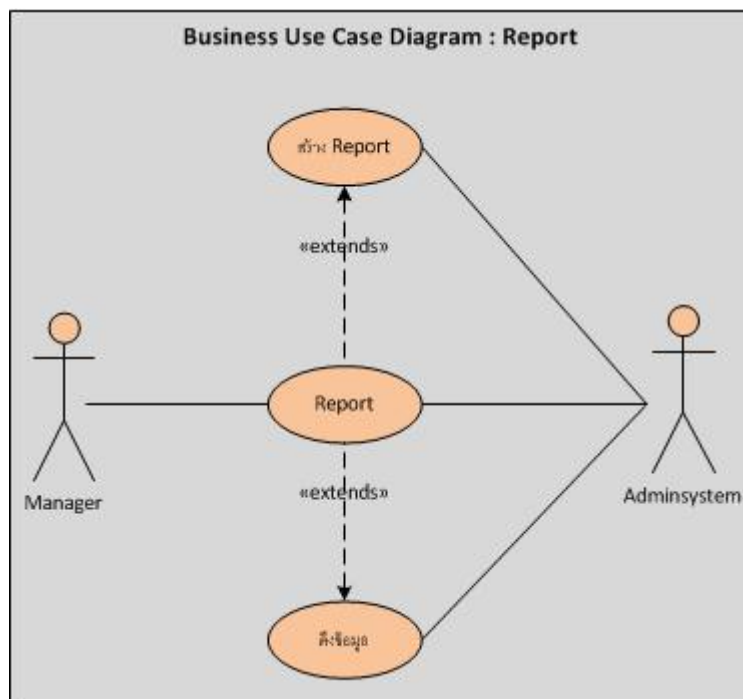 Business Use Case Diagram : Report
สร้าง Report
«extends»
Report
Manager
Adminsystem
«extends»
ดึงข้อมูล